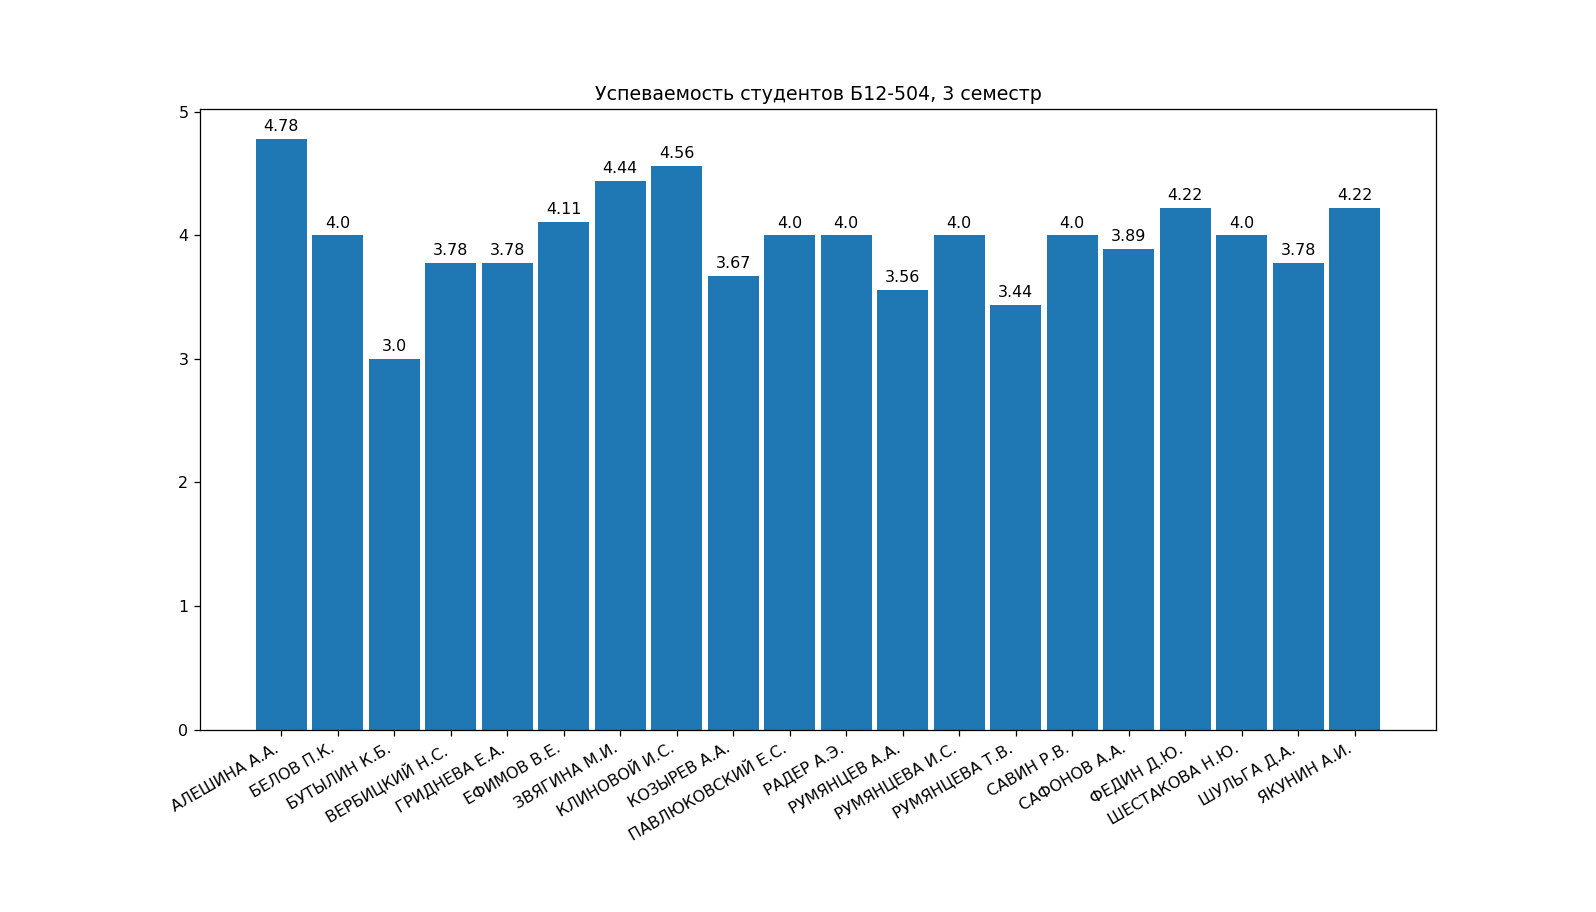 Успеваемость студентов Б12-504, 3 семестр
5
4
3
2
1
0
4.78
4.0
3.0
3.78
3.78
4.11
4.44
4.56
3.67
4.0
4.0
3.56
4.0
3.44
4.0
3.89
4.22
4.0
3.78
4.22
АЛЕШИНА А.А.
БЕЛОВ П.К.
БУТЫЛИН К.Б.
ВЕРБИЦКИЙ Н.С.
ГРИДНЕВА Е.А.
ЕФИМОВ В.Е.
ЗВЯГИНА М.И.
КЛИНОВОЙ И.С.
КОЗЫРЕВ А.А.
ПАВЛЮКОВСКИЙ Е.С.
РАДЕР А.Э.
РУМЯНЦЕВ А.А.
РУМЯНЦЕВА И.С.
РУМЯНЦЕВА Т.В.
САВИН Р.В.
САФОНОВ А.А.
ФЕДИН Д.Ю.
ШЕСТАКОВА Н.Ю.
ШУЛЬГА Д.А.
ЯКУНИН А.И.